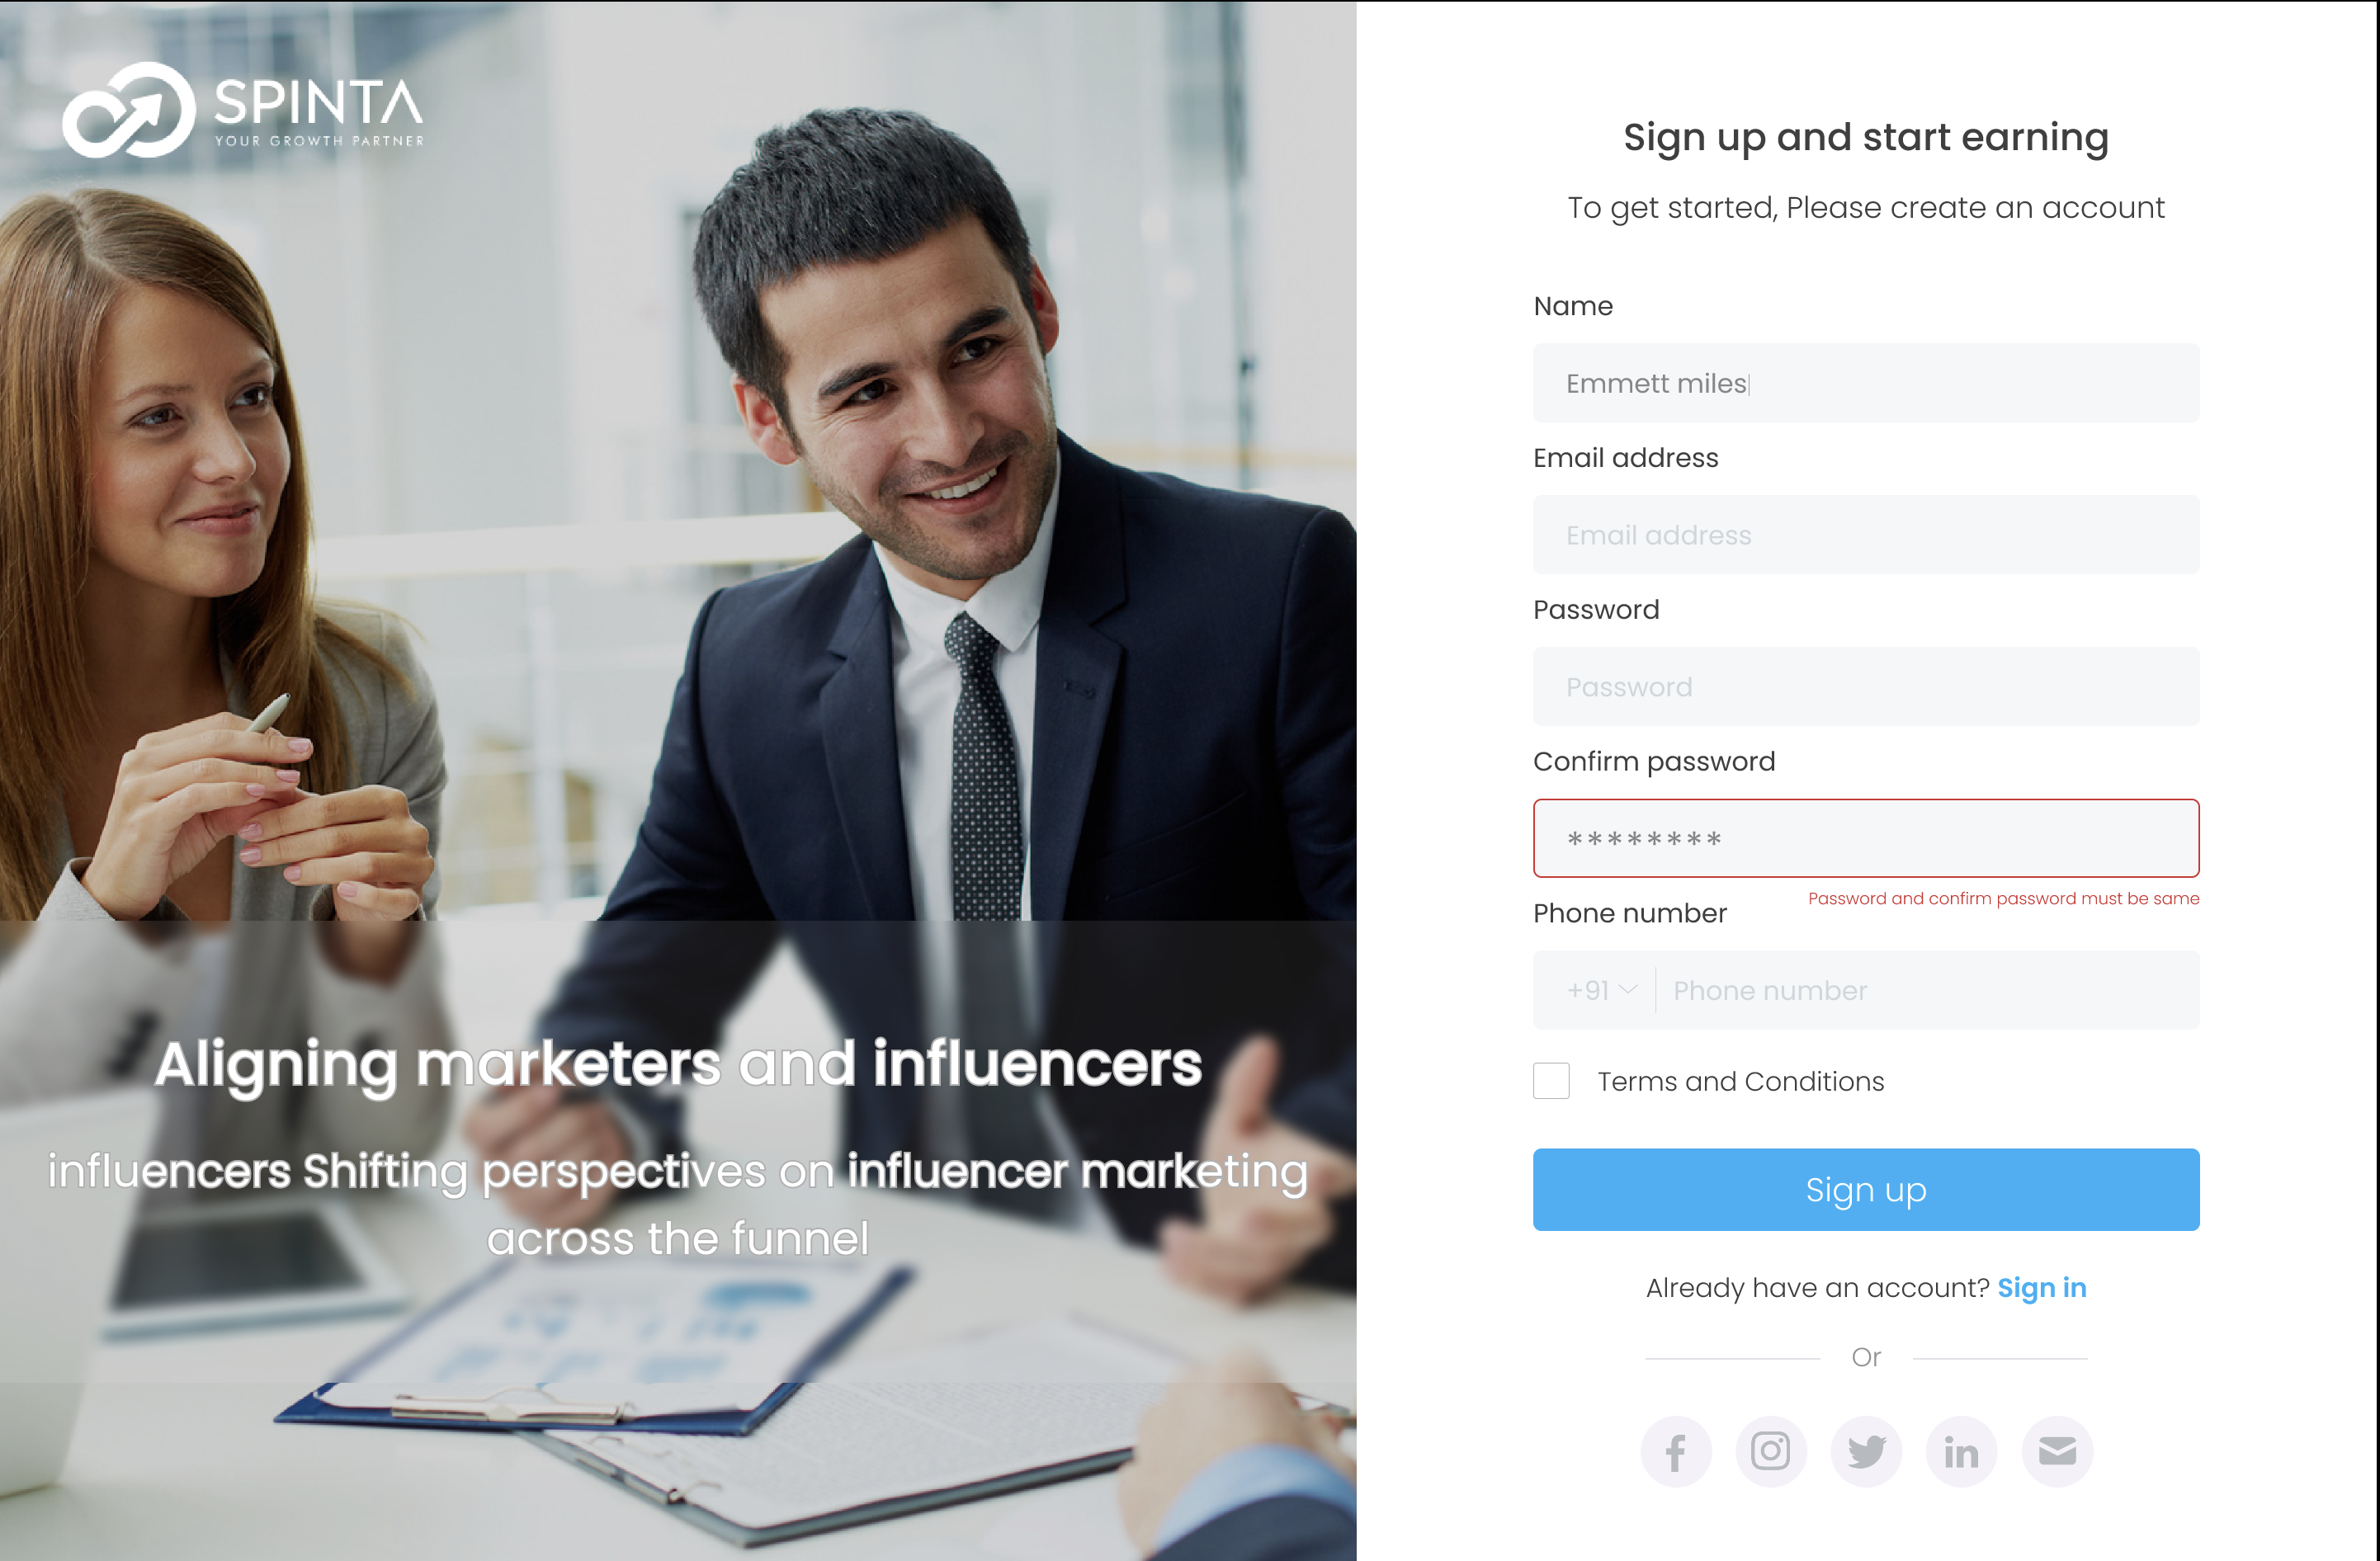 SPINTA
YOUR GROWTH PARTNER
Aligning marketers and influencers
influencers Shifting perspectives on influencer marketing
across the funnel
Sign up and start earning
To get started, Please create an account
Name
Emmett miles
Email address
Email address
Password
Password
Confirm password
********
Password and confirm password must be same
Phone number
+91 Phone number
Terms and Conditions
Sign up
Already have an account? Sign in
Or